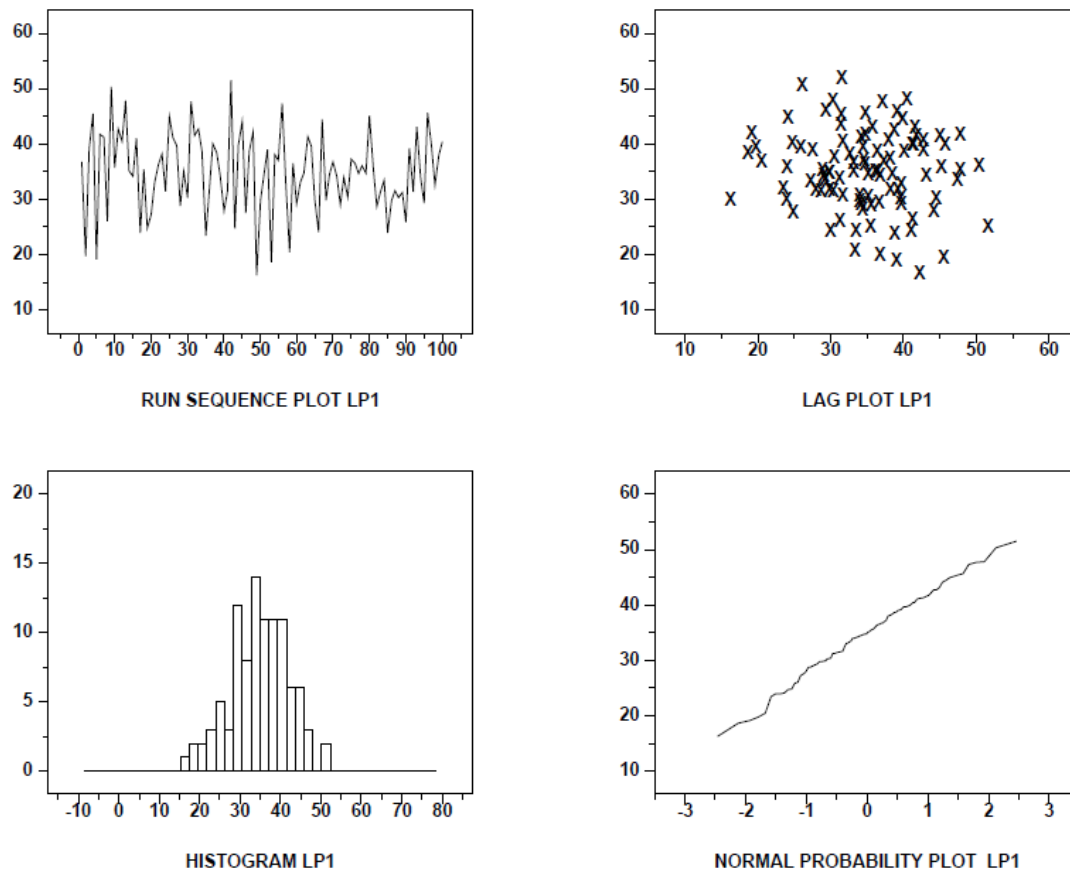 60
50
40
30
20
10
0 10 20 30 40 50 60 70 80 90 100
RUN SEQUENCE PLOT LP1
60
50
40
30
20
10
10 20 30 40 50 60
LAG PLOT LP1
20
15
10
5
0
-10 0 10 20 30 40 50 60 70 80
HISTOGRAM LP1
60
50
40
30
20
10
-3 -2 -1 0 1 2 3
NORMAL PROBABILITY PLOT LP1